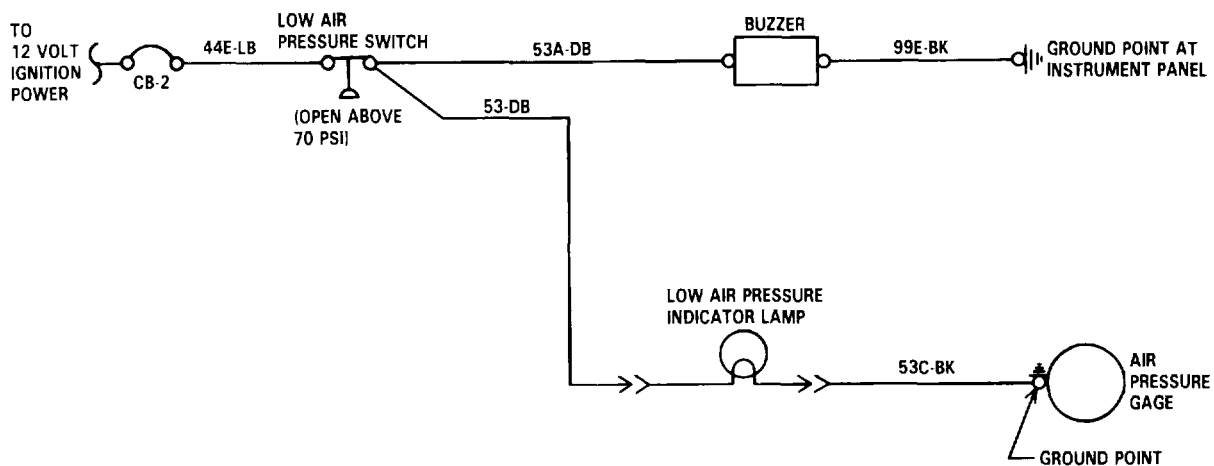 TO
12 VOLT
IGNITION
POWER
CB-2
44E-LB
LOW AIR
PRESSURE SWITCH
(OPEN ABOVE
70 PSI)
53A-DB
53-DB
BUZZER
99E-BK
GROUND POINT AT
INSTRUMENT PANEL
LOW AIR PRESSURE
INDICATOR LAMP
53C-BK
AIR
PRESSURE
GAGE
GROUND POINT